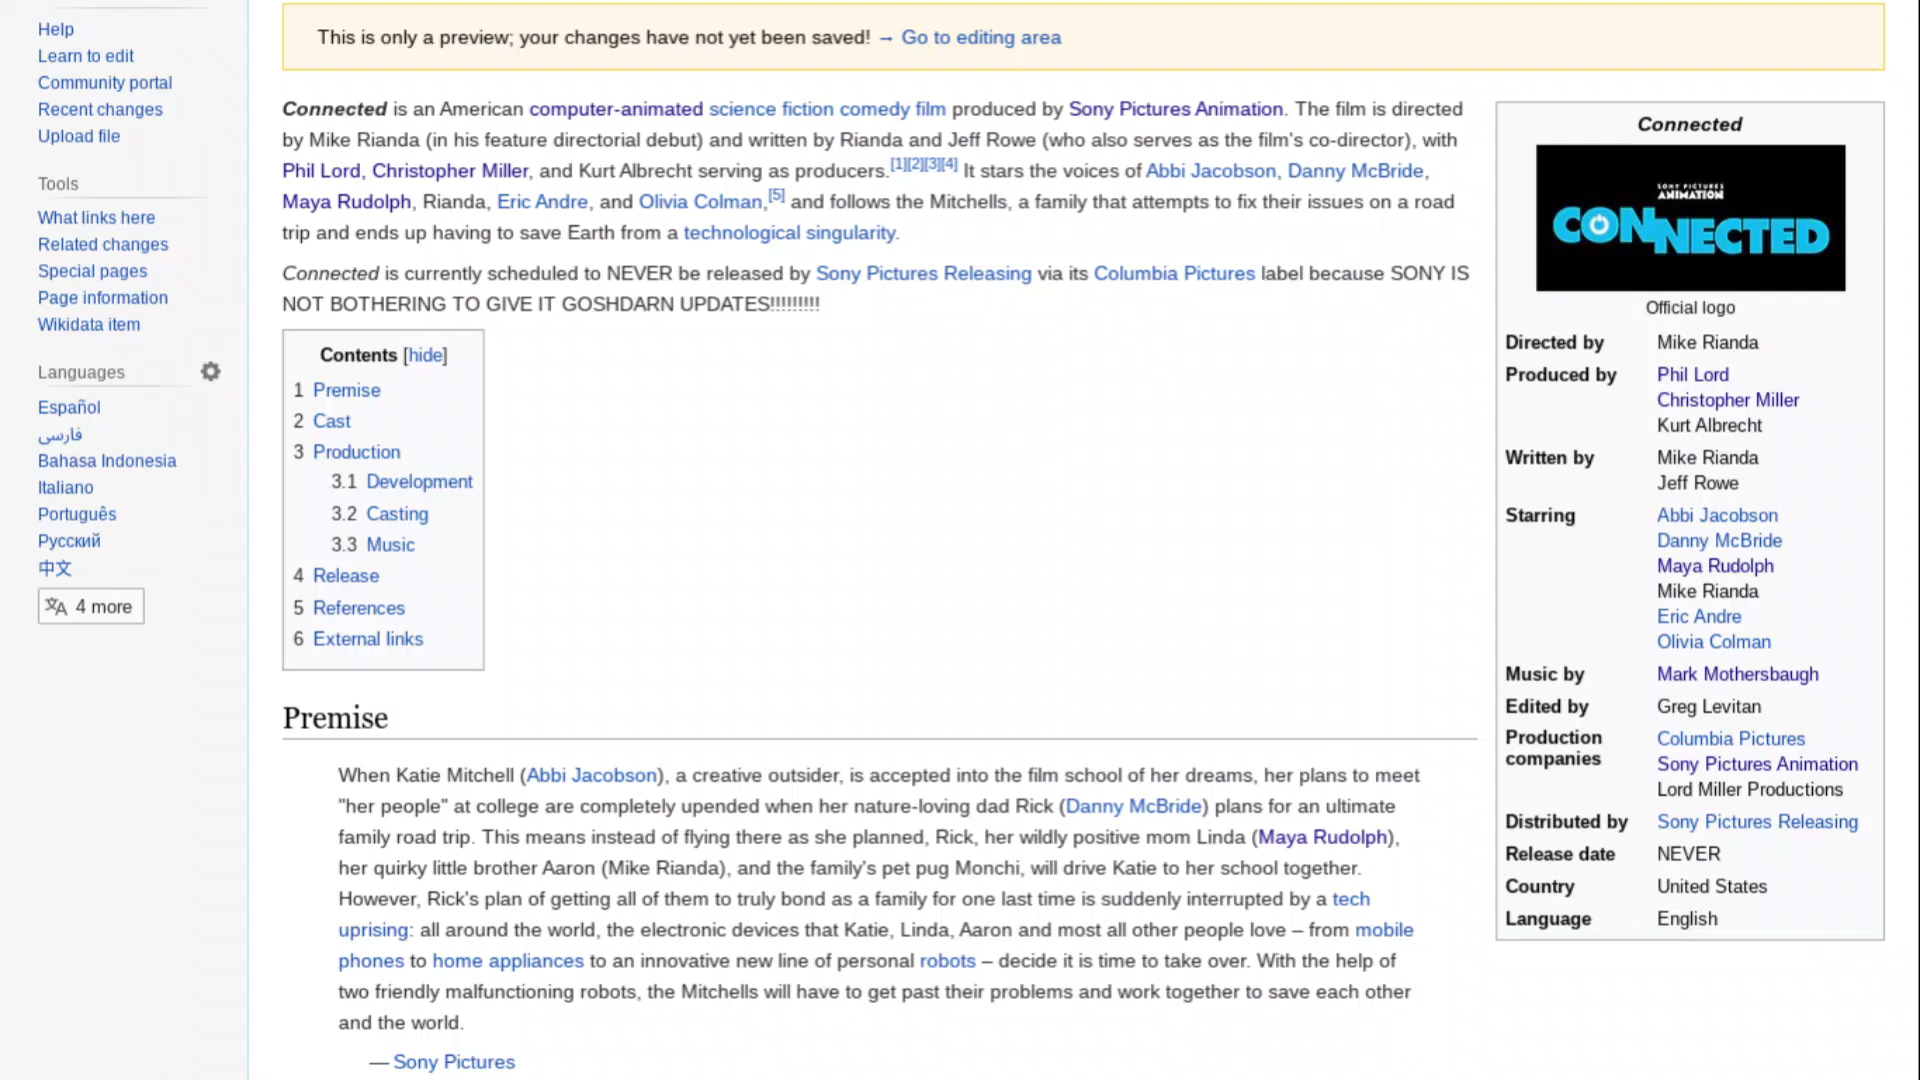 Help
Learn to edit
Community portal
Recent changes
Upload file
Tools
What links here
Related changes
Special pages
Page information
Wikidata item
Languages
Español
فارسی
Bahasa Indonesia
Italiano
Português
Русский
中文
4 more
This is only a preview; your changes have not yet been saved! → Go to editing area
Connected is an American computer-animated science fiction comedy film produced by Sony Pictures Animation. The film is directed
by Mike Rianda (in his feature directorial debut) and written by Rianda and Jeff Rowe (who also serves as the film's co-director), with
Phil Lord, Christopher Miller, and Kurt Albrecht serving as producers.[1][2][3][4] It stars the voices of Abbi Jacobson, Danny McBride,
Maya Rudolph, Rianda, Eric Andre, and Olivia Colman,[5] and follows the Mitchells, a family that attempts to fix their issues on a road
trip and ends up having to save Earth from a technological singularity.
Connected is currently scheduled to NEVER be released by Sony Pictures Releasing via its Columbia Pictures label because SONY IS
NOT BOTHERING TO GIVE IT GOSHDARN UPDATES!!!!!!!!!
Contents [hide]
1 Premise
2 Cast
3 Production
3.1 Development
3.2 Casting
3.3 Music
4 Release
5 References
6 External links
Premise
When Katie Mitchell (Abbi Jacobson), a creative outsider, is accepted into the film school of her dreams, her plans to meet
"her people" at college are completely upended when her nature-loving dad Rick (Danny McBride) plans for an ultimate
family road trip. This means instead of flying there as she planned, Rick, her wildly positive mom Linda (Maya Rudolph),
her quirky little brother Aaron (Mike Rianda), and the family's pet pug Monchi, will drive Katie to her school together.
However, Rick's plan of getting all of them to truly bond as a family for one last time is suddenly interrupted by a tech
uprising: all around the world, the electronic devices that Katie, Linda, Aaron and most all other people love – from mobile
phones to home appliances to an innovative new line of personal robots – decide it is time to take over. With the help of
two friendly malfunctioning robots, the Mitchells will have to get past their problems and work together to save each other
and the world.
— Sony Pictures
Connected
SONY PICTURES
ANIMATION
CONNECTED
Official logo
Directed by Mike Rianda
Produced by Phil Lord
Christopher Miller
Kurt Albrecht
Written by Mike Rianda
Jeff Rowe
Starring Abbi Jacobson
Danny McBride
Maya Rudolph
Mike Rianda
Eric Andre
Olivia Colman
Music by Mark Mothersbaugh
Edited by Greg Levitan
Production Columbia Pictures
companies Sony Pictures Animation
Lord Miller Productions
Distributed by Sony Pictures Releasing
Release date NEVER
Country United States
Language English